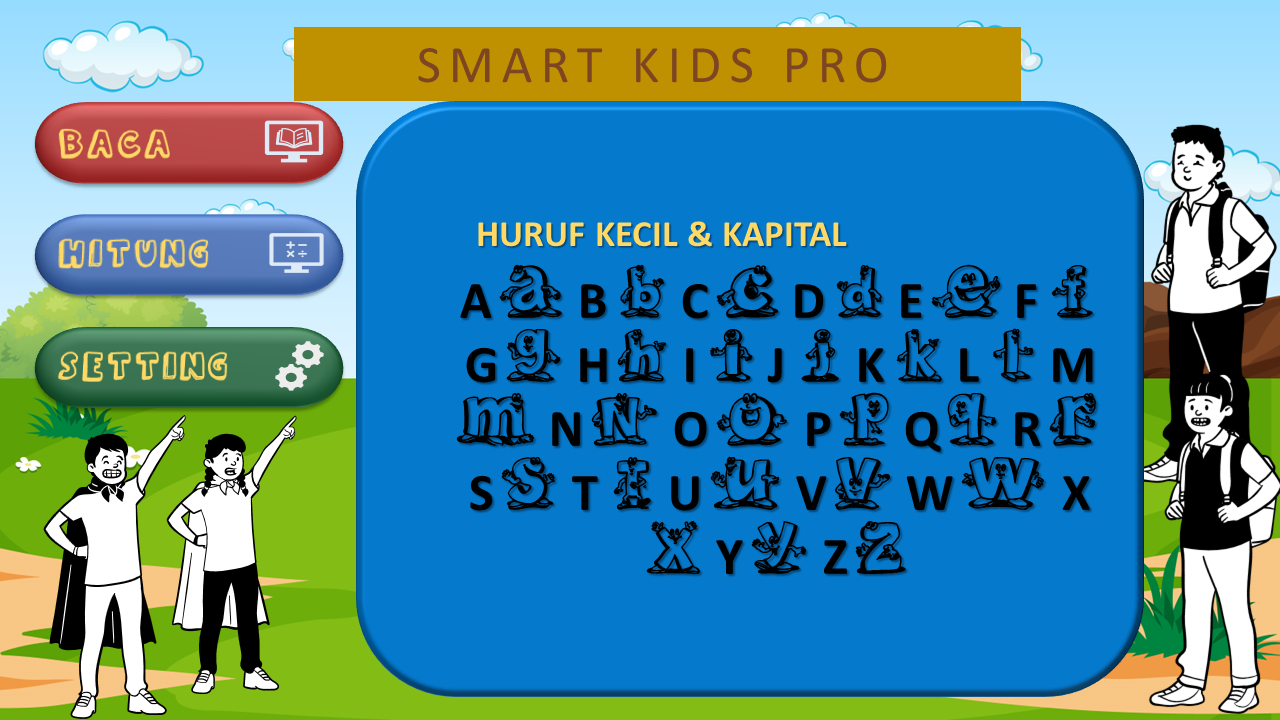 SMART KIDS PRO
BACA
HITUNG
SETTING
HURUF KECIL & KAPITAL
A a B b C c D d E e F f
G g H h I i J j K k L l M
m N N O o P p Q q R r
S s T t U u V v W w X
x Y y Z z